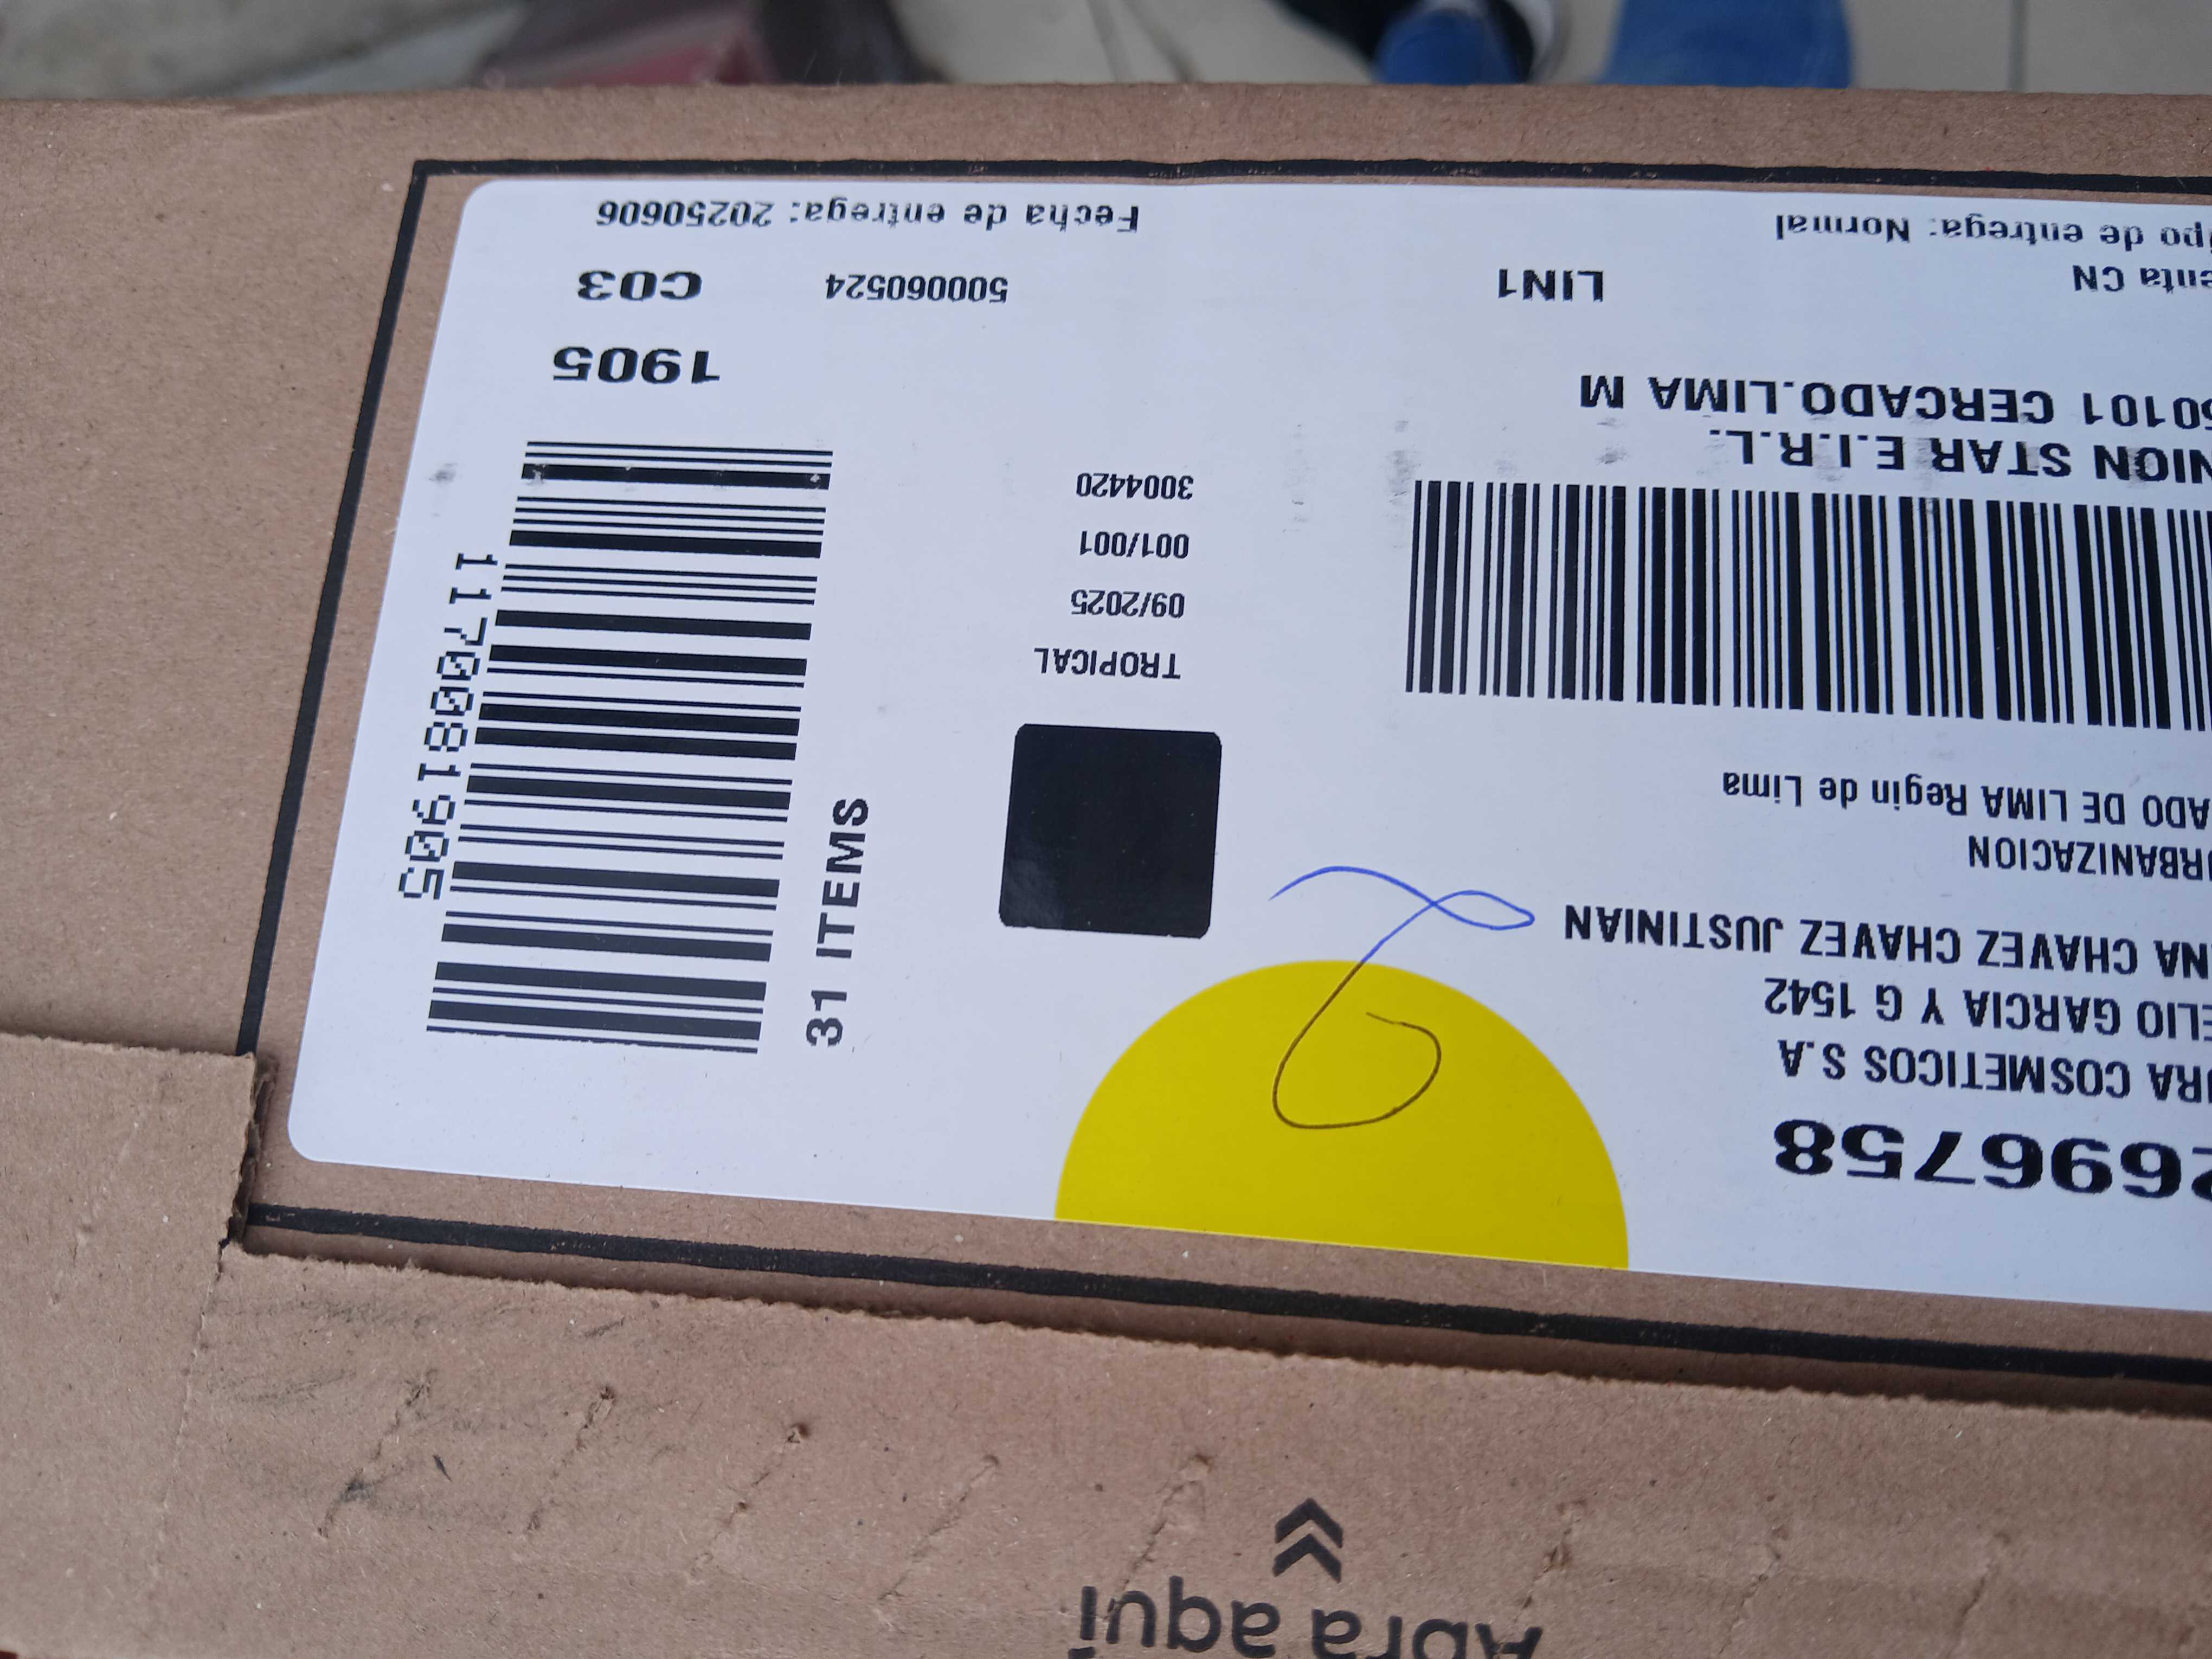 2696758
URA COSMETICOS S.A
ELIO GARCIA Y G 1542
NA CHAVEZ CHAVEZ JUSTINIAN
RBANIZACION
ADO DE LIMA Regin de Lima
NION STAR E.I.R.L.
50101 CERCADO.LIMA M
enta CN
LIN1
ipo de entrega: Normal
TROPICAL
09/2025
001/001
3004420
31 ITEMS
1170081905
1905
500060524
C03
Fecha de entrega: 20250606
Abra aquí